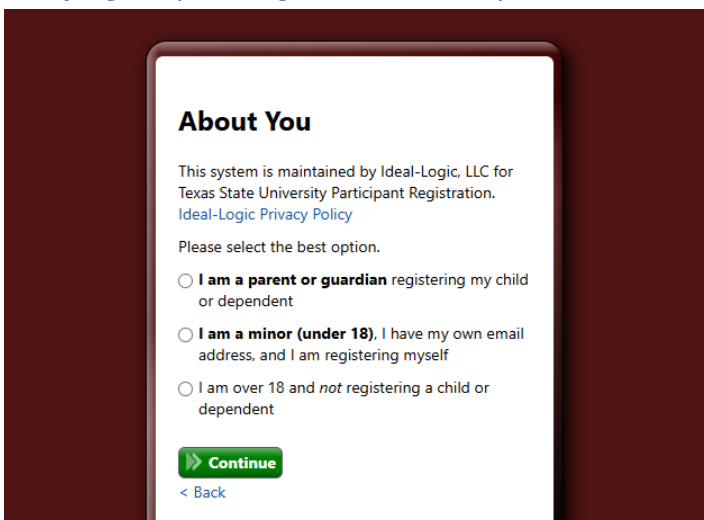 About You
This system is maintained by Ideal-Logic, LLC for
Texas State University Participant Registration.
Ideal-Logic Privacy Policy
Please select the best option.
I am a parent or guardian registering my child
or dependent
I am a minor (under 18), I have my own email
address, and I am registering myself
I am over 18 and not registering a child or
dependent
Continue
< Back